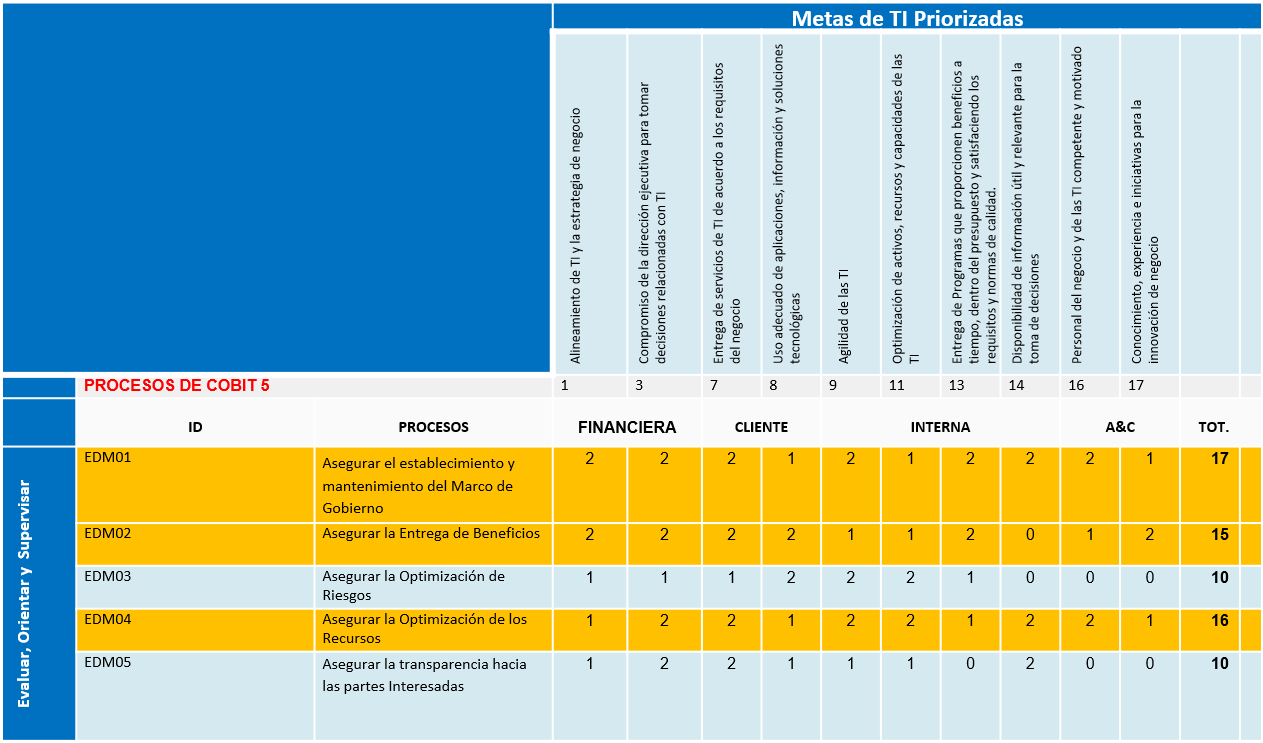 Metas de TI Priorizadas
Alineamiento de TI y la estrategia de negocio
Compromiso de la dirección ejecutiva para tomar
decisiones relacionadas con TI
Entrega de servicios de TI de acuerdo a los requisitos
del negocio
Uso adecuado de aplicaciones, información y soluciones
tecnológicas
Agilidad de las TI
Optimización de activos, recursos y capacidades de las
TI
Entrega de Programas que proporcionen beneficios a
tiempo, dentro del presupuesto y satisfaciendo los
requisitos y normas de calidad.
Disponibilidad de información útil y relevante para la
toma de decisiones
Personal del negocio y de las TI competente y motivado
Conocimiento, experiencia e iniciativas para la
innovación de negocio
PROCESOS DE COBIT 5 1 3 7 8 9 11 13 14 16 17
ID PROCESOS FINANCIERA CLIENTE INTERNA A&C TOT.
Evaluar, Orientar y Supervisar
EDM01 Asegurar el establecimiento y 2 2 2 1 2 1 2 2 2 1 17
mantenimiento del Marco de
Gobierno
EDM02 Asegurar la Entrega de Beneficios 2 2 2 2 1 1 2 0 1 2 15
EDM03 Asegurar la Optimización de 1 1 1 2 2 2 1 0 0 0 10
Riesgos
EDM04 Asegurar la Optimización de los 1 2 2 1 2 2 1 2 2 1 16
Recursos
EDM05 Asegurar la transparencia hacia 1 2 2 1 1 1 0 2 0 0 10
las partes Interesadas